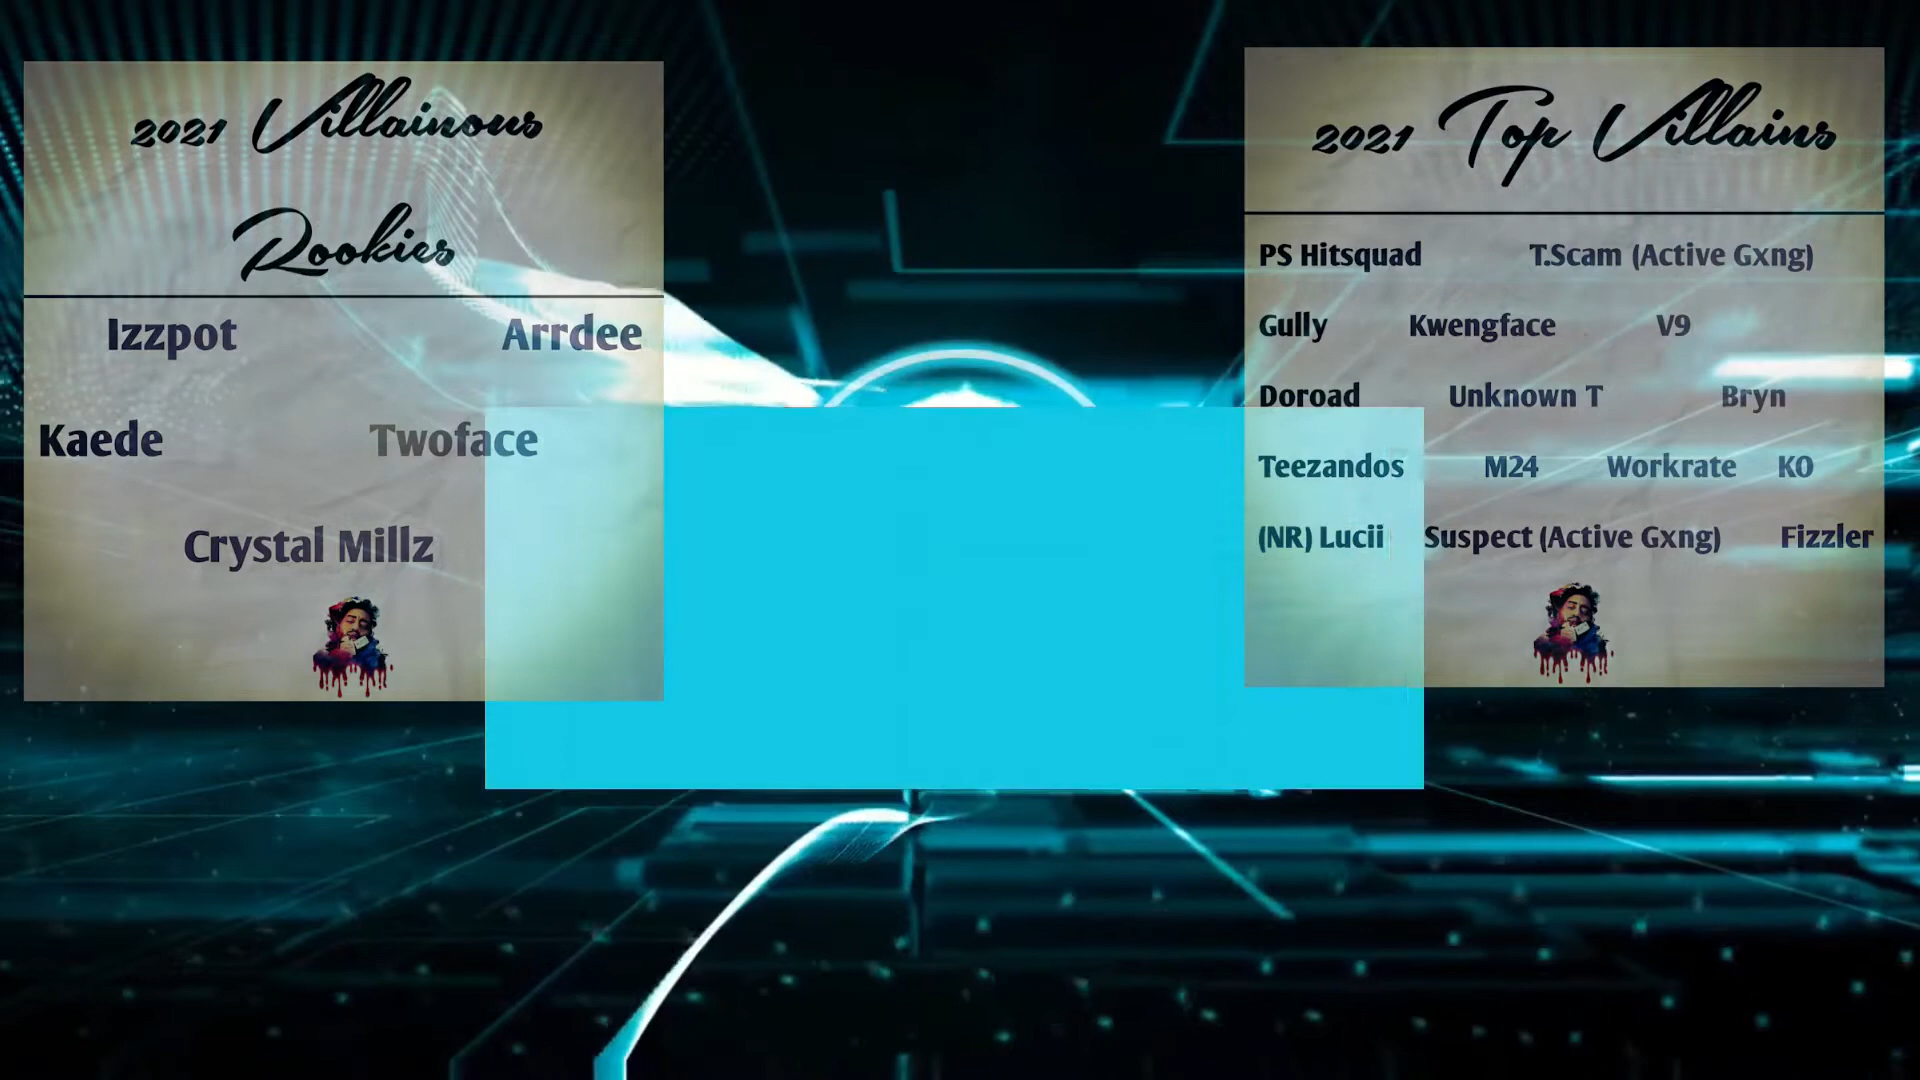 2021 Villainous
Rookies
Izzpot Arrdee
Kaede Twoface
Crystal Millz
2021 Top Villains
PS Hitsquad T.Scam (Active Gxng)
Gully Kwengface V9
Doroad Unknown T Bryn
Teezandos M24 Workrate KO
(NR) Lucii Suspect (Active Gxng) Fizzler